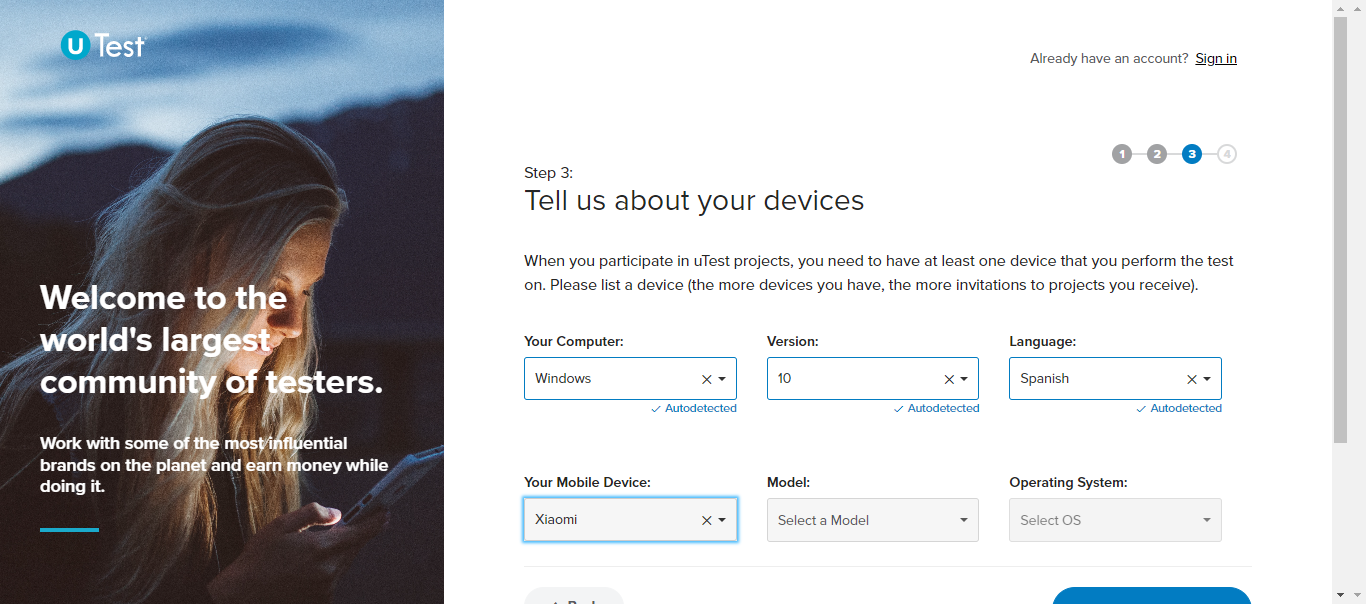 uTest
Already have an account? Sign in
1 2 3 4
Step 3:
Tell us about your devices
When you participate in uTest projects, you need to have at least one device that you perform the test
on. Please list a device (the more devices you have, the more invitations to projects you receive).
Welcome to the
world's largest
community of testers.
Work with some of the most influential
brands on the planet and earn money while
doing it.
Your Computer: Version: Language:
Windows 10 Spanish
Autodetected Autodetected Autodetected
Your Mobile Device: Model: Operating System:
Xiaomi Select a Model Select OS